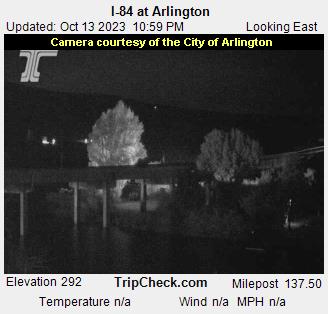 I-84 at Arlington
Updated: Oct 13 2023 10:59 PM Looking East
Camera courtesy of the City of Arlington
Elevation 292 TripCheck.com Milepost 137.50
Temperature n/a Wind n/a MPH n/a